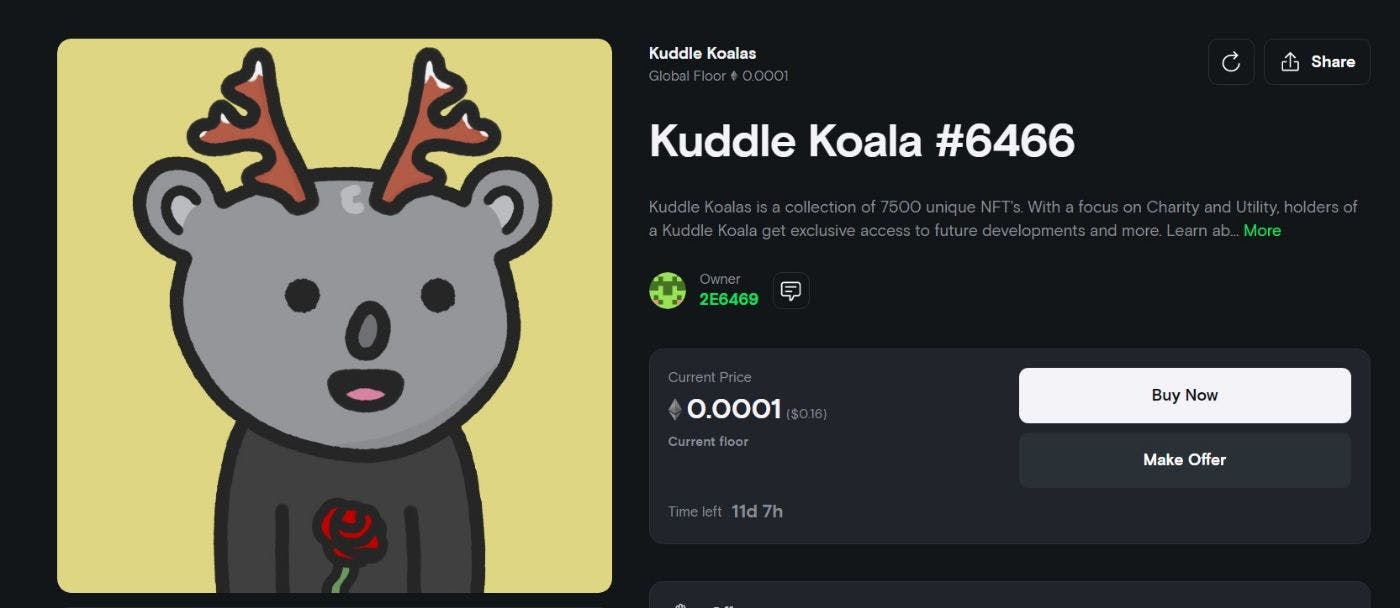 Kuddle Koalas
Global Floor 0.0001
Share
Kuddle Koala #6466
Kuddle Koalas is a collection of 7500 unique NFT's. With a focus on Charity and Utility, holders of
a Kuddle Koala get exclusive access to future developments and more. Learn ab... More
Owner
2E6469
Current Price
0.0001 ($0.16)
Current floor
Buy Now
Make Offer
Time left 11d 7h